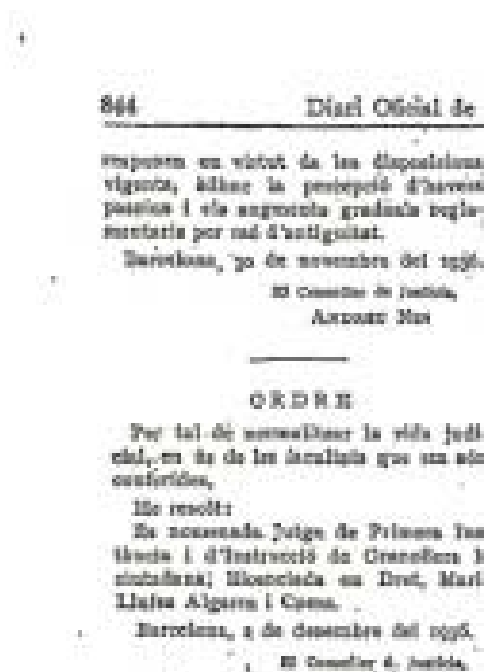 844 Diari Oficial de
responen en virtut de les disposicions
vigents, àdhuc la percepció d'havers
passius i els augments graduals regla-
mentaris per raó d'antiguitat.
Barcelona, 30 de novembre del 1936.
El Conseller de Justícia,
ANDREU NIN
ORDRE
Per tal de normalitzar la vida judi-
cial, en ús de les facultats que em són
conferides,
He resolt:
És nomenada Jutge de Primera Ins-
tància i d'Instrucció de Granollers la
ciutadana: Llicenciada en Dret, Maria
Lluïsa Algarra i Coma.
Barcelona, 2 de desembre del 1936.
El Conseller de Justícia,